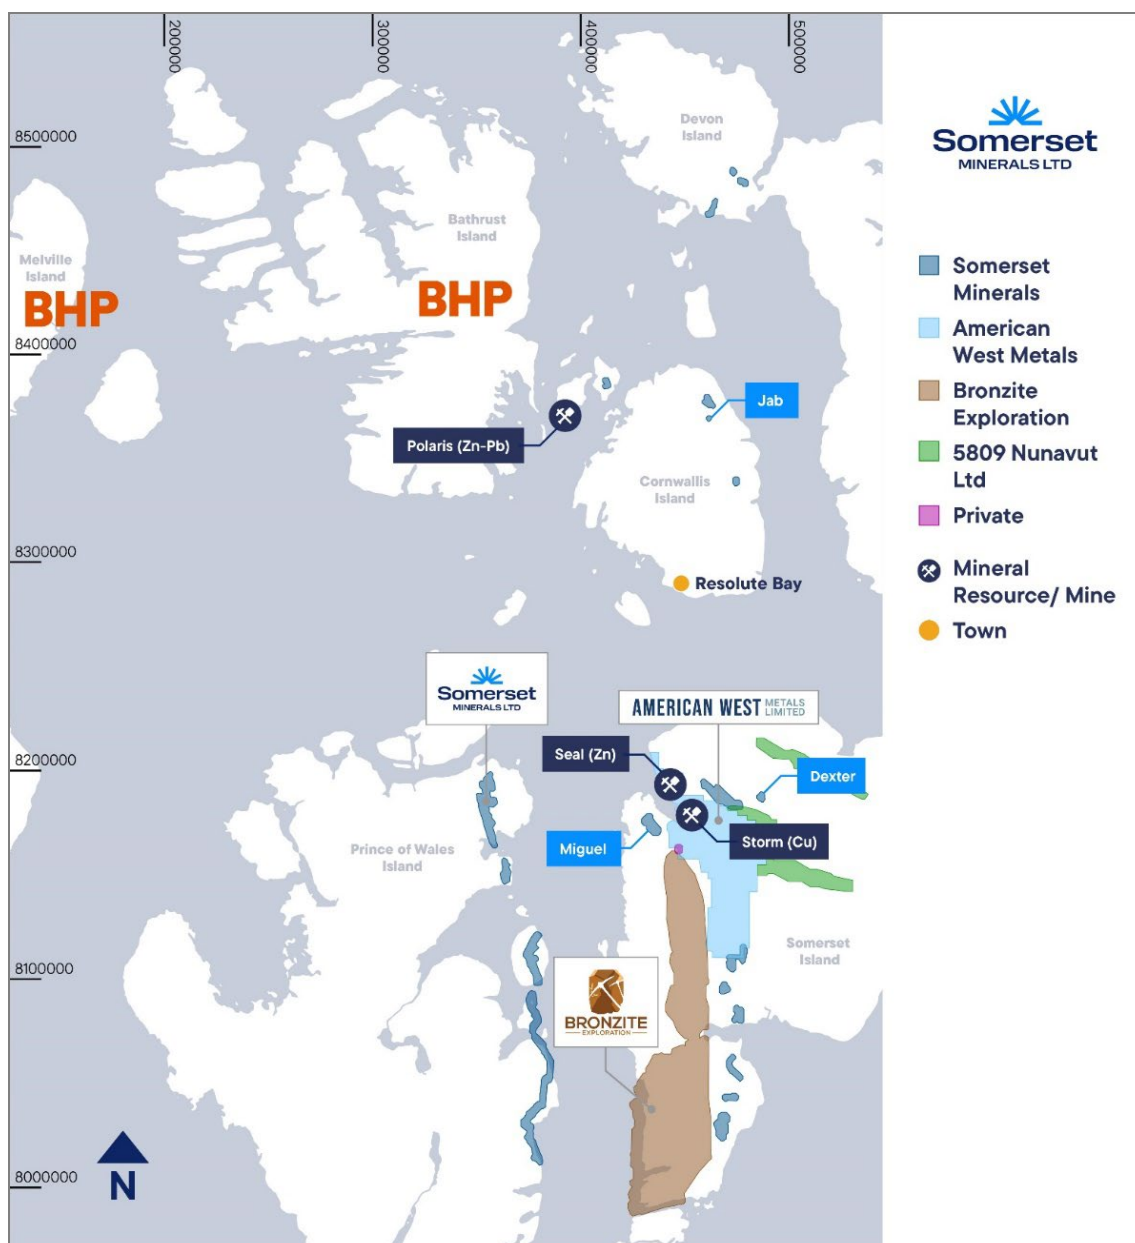 200000
300000
400000
500000
Somerset
MINERALS LTD
Devon
Island
8500000
Bathrust
Island
Melville
Island
BHP
BHP
Somerset
Minerals
American
West Metals
8400000
Bronzite
Exploration
Jab
Polaris (Zn-Pb)
5809 Nunavut
Ltd
Cornwallis
Island
Private
8300000
Mineral
Resource/ Mine
Resolute Bay
Town
Somerset
MINERALS LTD
AMERICAN WEST METALS
LIMITED
Seal (Zn)
8200000
Dexter
Miguel
Storm (Cu)
Prince of Wales
Island
Somerset
Island
8100000
BRONZITE
EXPLORATION
8000000
N